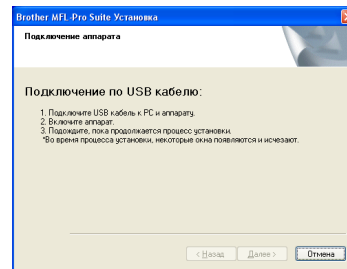 Brother MFL-Pro Suite Установка
Подключение аппарата
Подключение по USB кабелю:
1. Подключите USB кабель к PC и аппарату.
2. Включите аппарат.
3. Подождите, пока продолжается процесс установки.
*Во время процесса установки, некоторые окна появляются и исчезают.
< Назад Далее > Отмена